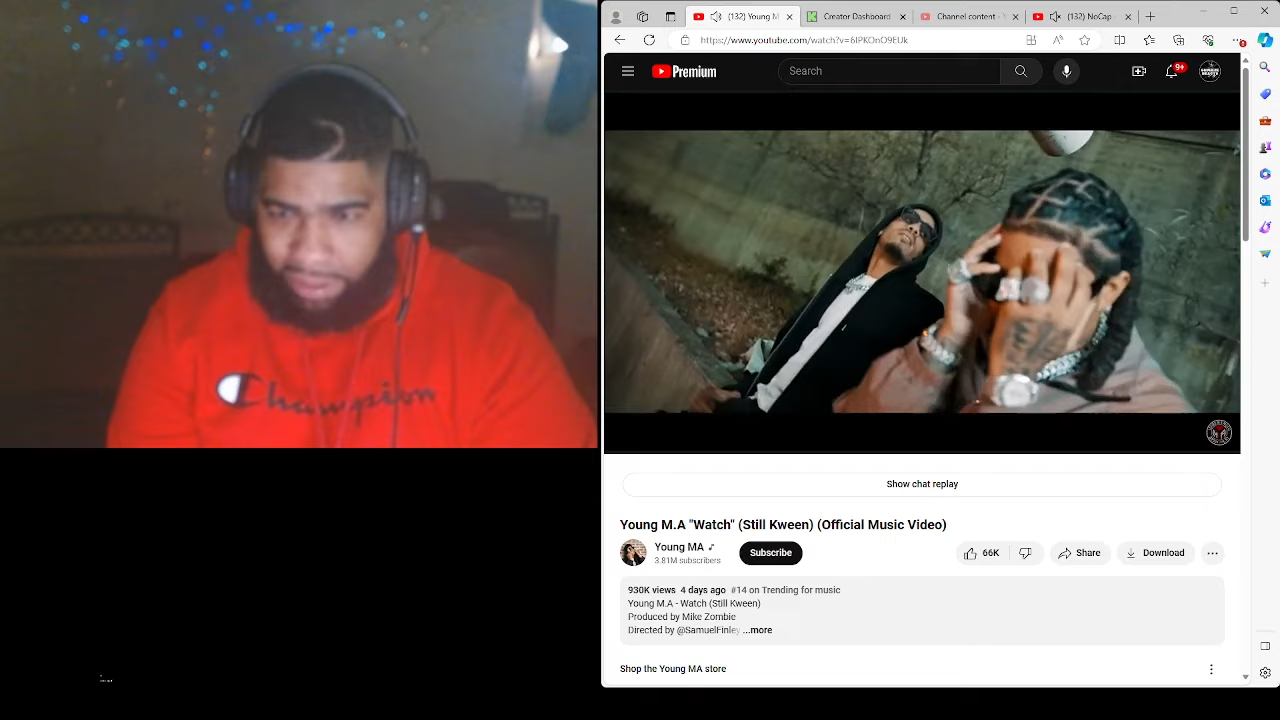 (132) Young M
Creator Dashboard
Channel content - Y
(132) NoCap -
https://www.youtube.com/watch?v=6IPKOnO9EUk
Premium
Search
9+
Champion
Show chat replay
Young M.A "Watch" (Still Kween) (Official Music Video)
Young MA
3.81M subscribers
Subscribe
66K
Share
Download
930K views 4 days ago #14 on Trending for music
Young M.A - Watch (Still Kween)
Produced by Mike Zombie
Directed by @SamuelFinley ...more
Shop the Young MA store